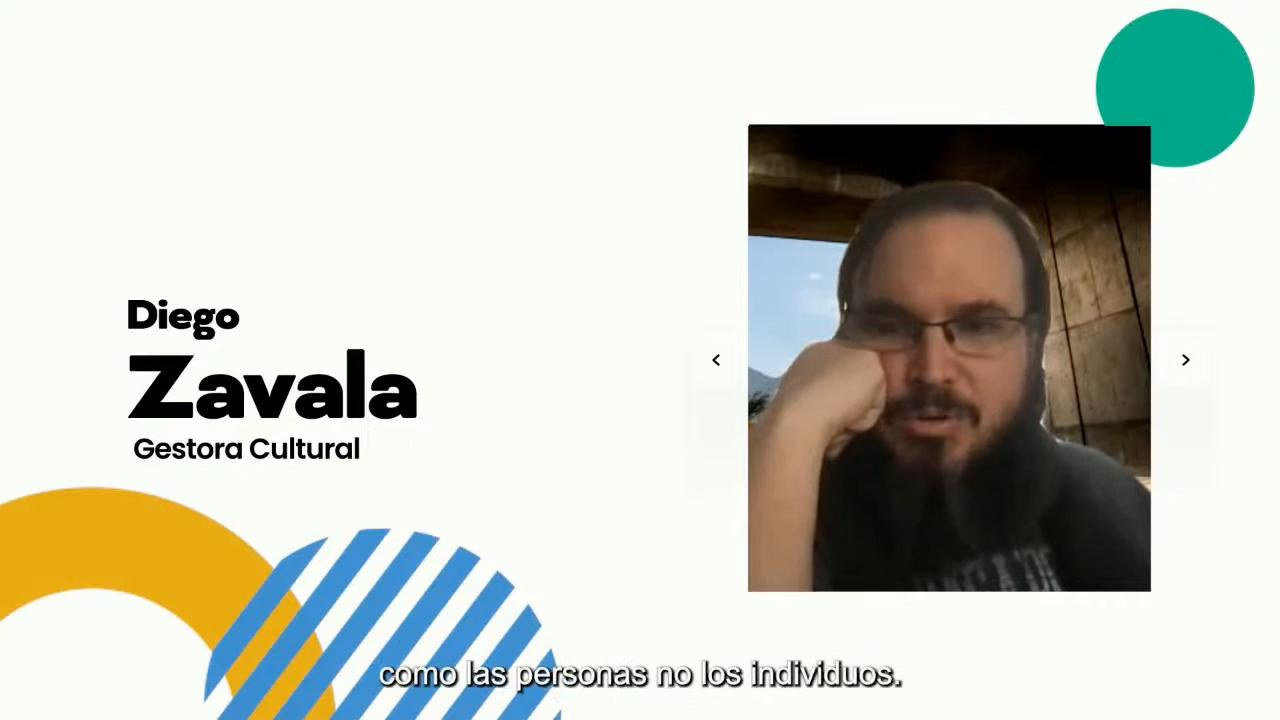 Diego
Zavala
Gestora Cultural
como las personas no los individuos.